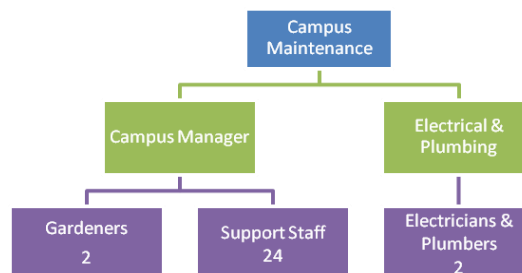 Campus
Maintenance
Campus Manager
Electrical &
Plumbing
Gardeners
2
Support Staff
24
Electricians &
Plumbers
2